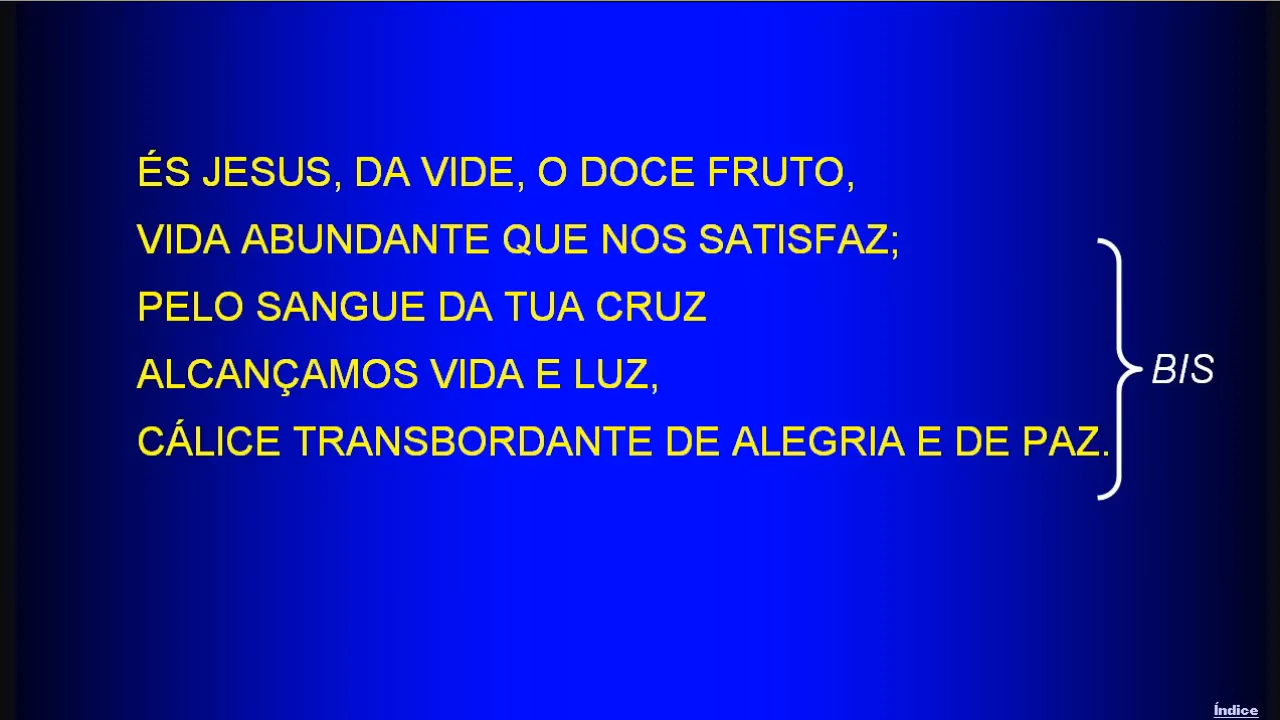 ÉS JESUS, DA VIDE, O DOCE FRUTO,
VIDA ABUNDANTE QUE NOS SATISFAZ;
PELO SANGUE DA TUA CRUZ
ALCANÇAMOS VIDA E LUZ,
BIS
CÁLICE TRANSBORDANTE DE ALEGRIA E DE PAZ.
Índice